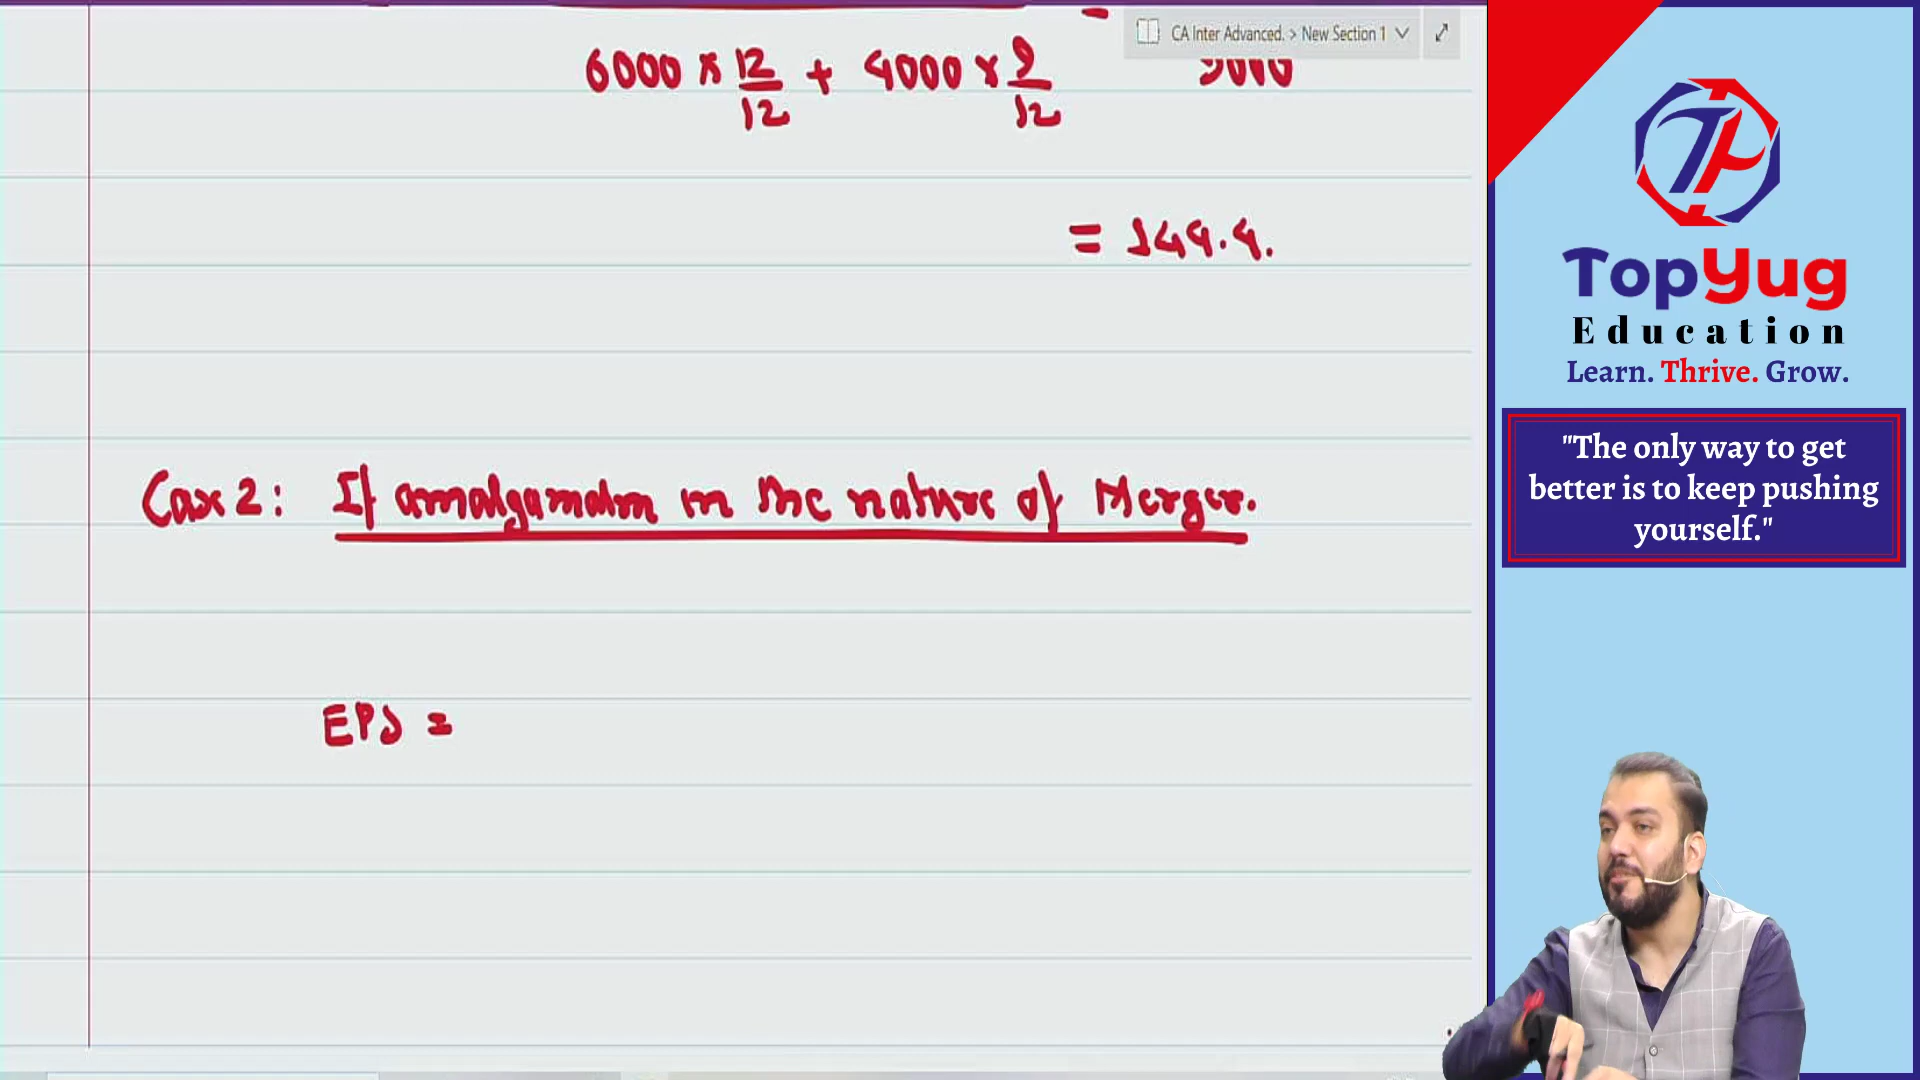 CA Inter Advanced. > New Section 1
6000 × 12/12 + 4000 × 9/12 9000
= 144.4.
Case 2: If amalgamation in the nature of Merger.
EPS =
TopYug
Education
Learn. Thrive. Grow.
"The only way to get
better is to keep pushing
yourself."